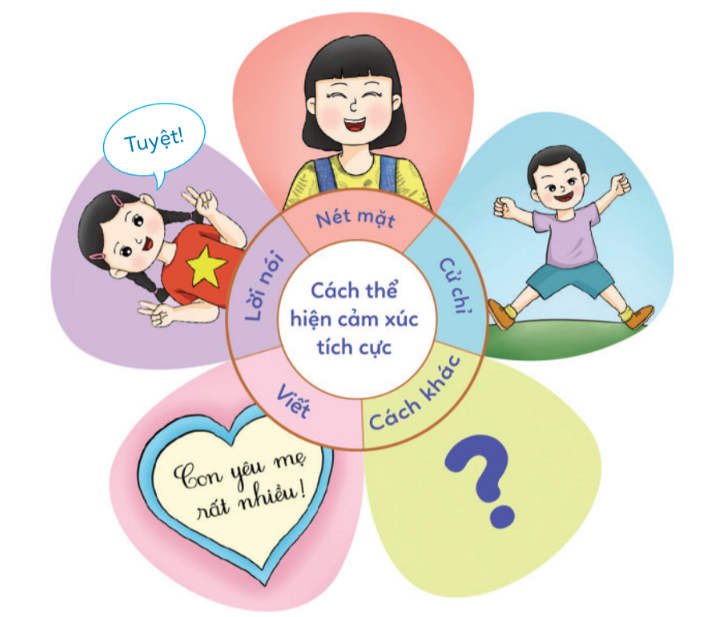 Tuyệt!
Nét mặt
Lời nói
Cử chỉ
Cách thể
hiện cảm xúc
tích cực
Viết
Cách khác
Con yêu mẹ
rất nhiều!
?